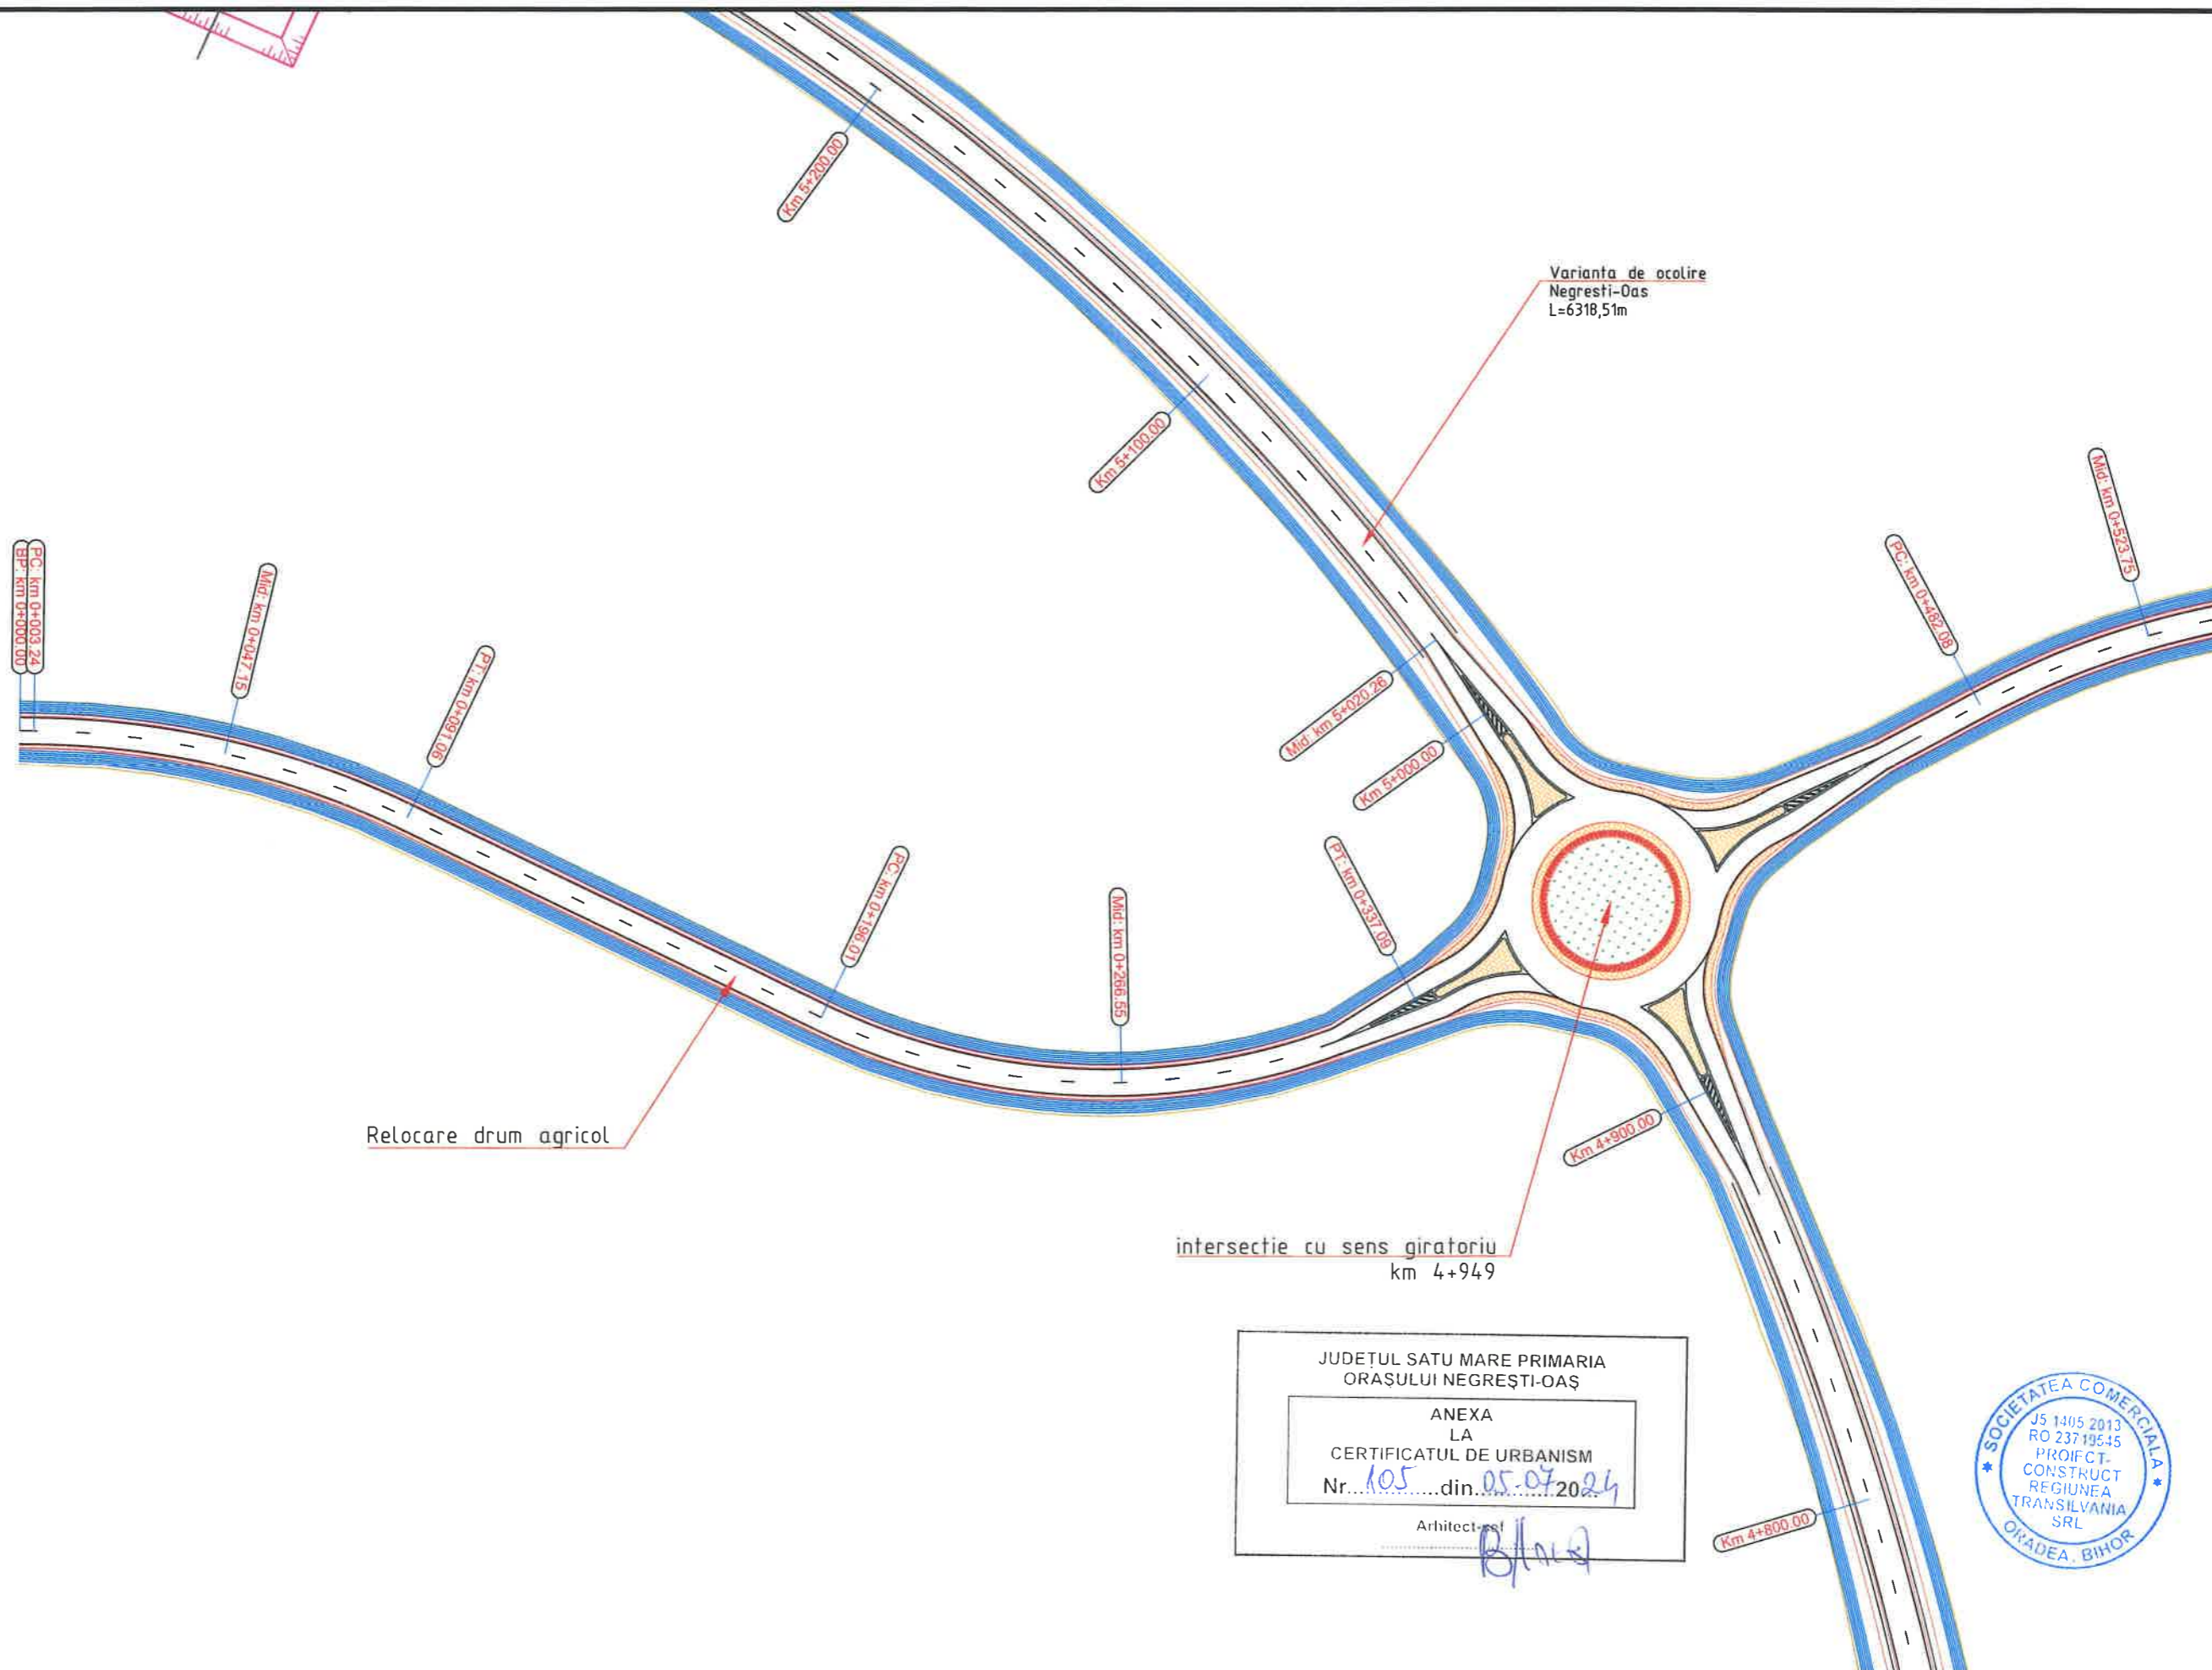 Km 5+200.00
Varianta de ocolire
Negresti-Oas
L=6318,51m
Km 5+100.00
Mid: km 0+523.75
PC: km 0+482.08
BP: km 0+000.00
PC: km 0+003.24
Mid: km 0+047.15
PT: km 0+091.06
Mid: km 5+020.26
Km 5+000.00
PC: km 0+196.01
Mid: km 0+266.55
PT: km 0+337.09
Relocare drum agricol
Km 4+900.00
intersectie cu sens giratoriu
km 4+949
JUDEȚUL SATU MARE PRIMARIA
ORAȘULUI NEGREȘTI-OAȘ
ANEXA
LA
CERTIFICATUL DE URBANISM
Nr. 105 din 05-07 2024
Arhitect-șef
Km 4+800.00
SOCIETATEA COMERCIALA
J5 1405 2013
RO 23719545
PROIECT-
CONSTRUCT
REGIUNEA
TRANSILVANIA
SRL
ORADEA, BIHOR